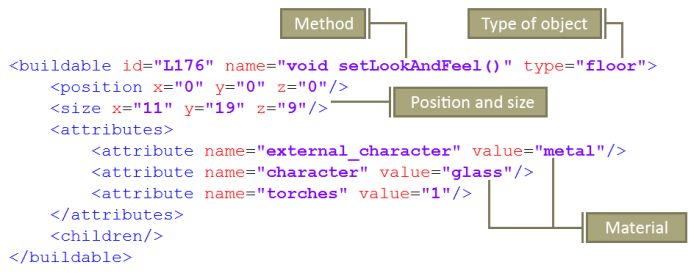 Method
Type of object
<buildable id="L176" name="void setLookAndFeel()" type="floor">
<position x="0" y="0" z="0"/>
<size x="11" y="19" z="9"/>
Position and size
<attributes>
<attribute name="external_character" value="metal"/>
<attribute name="character" value="glass"/>
<attribute name="torches" value="1"/>
</attributes>
Material
<children/>
</buildable>